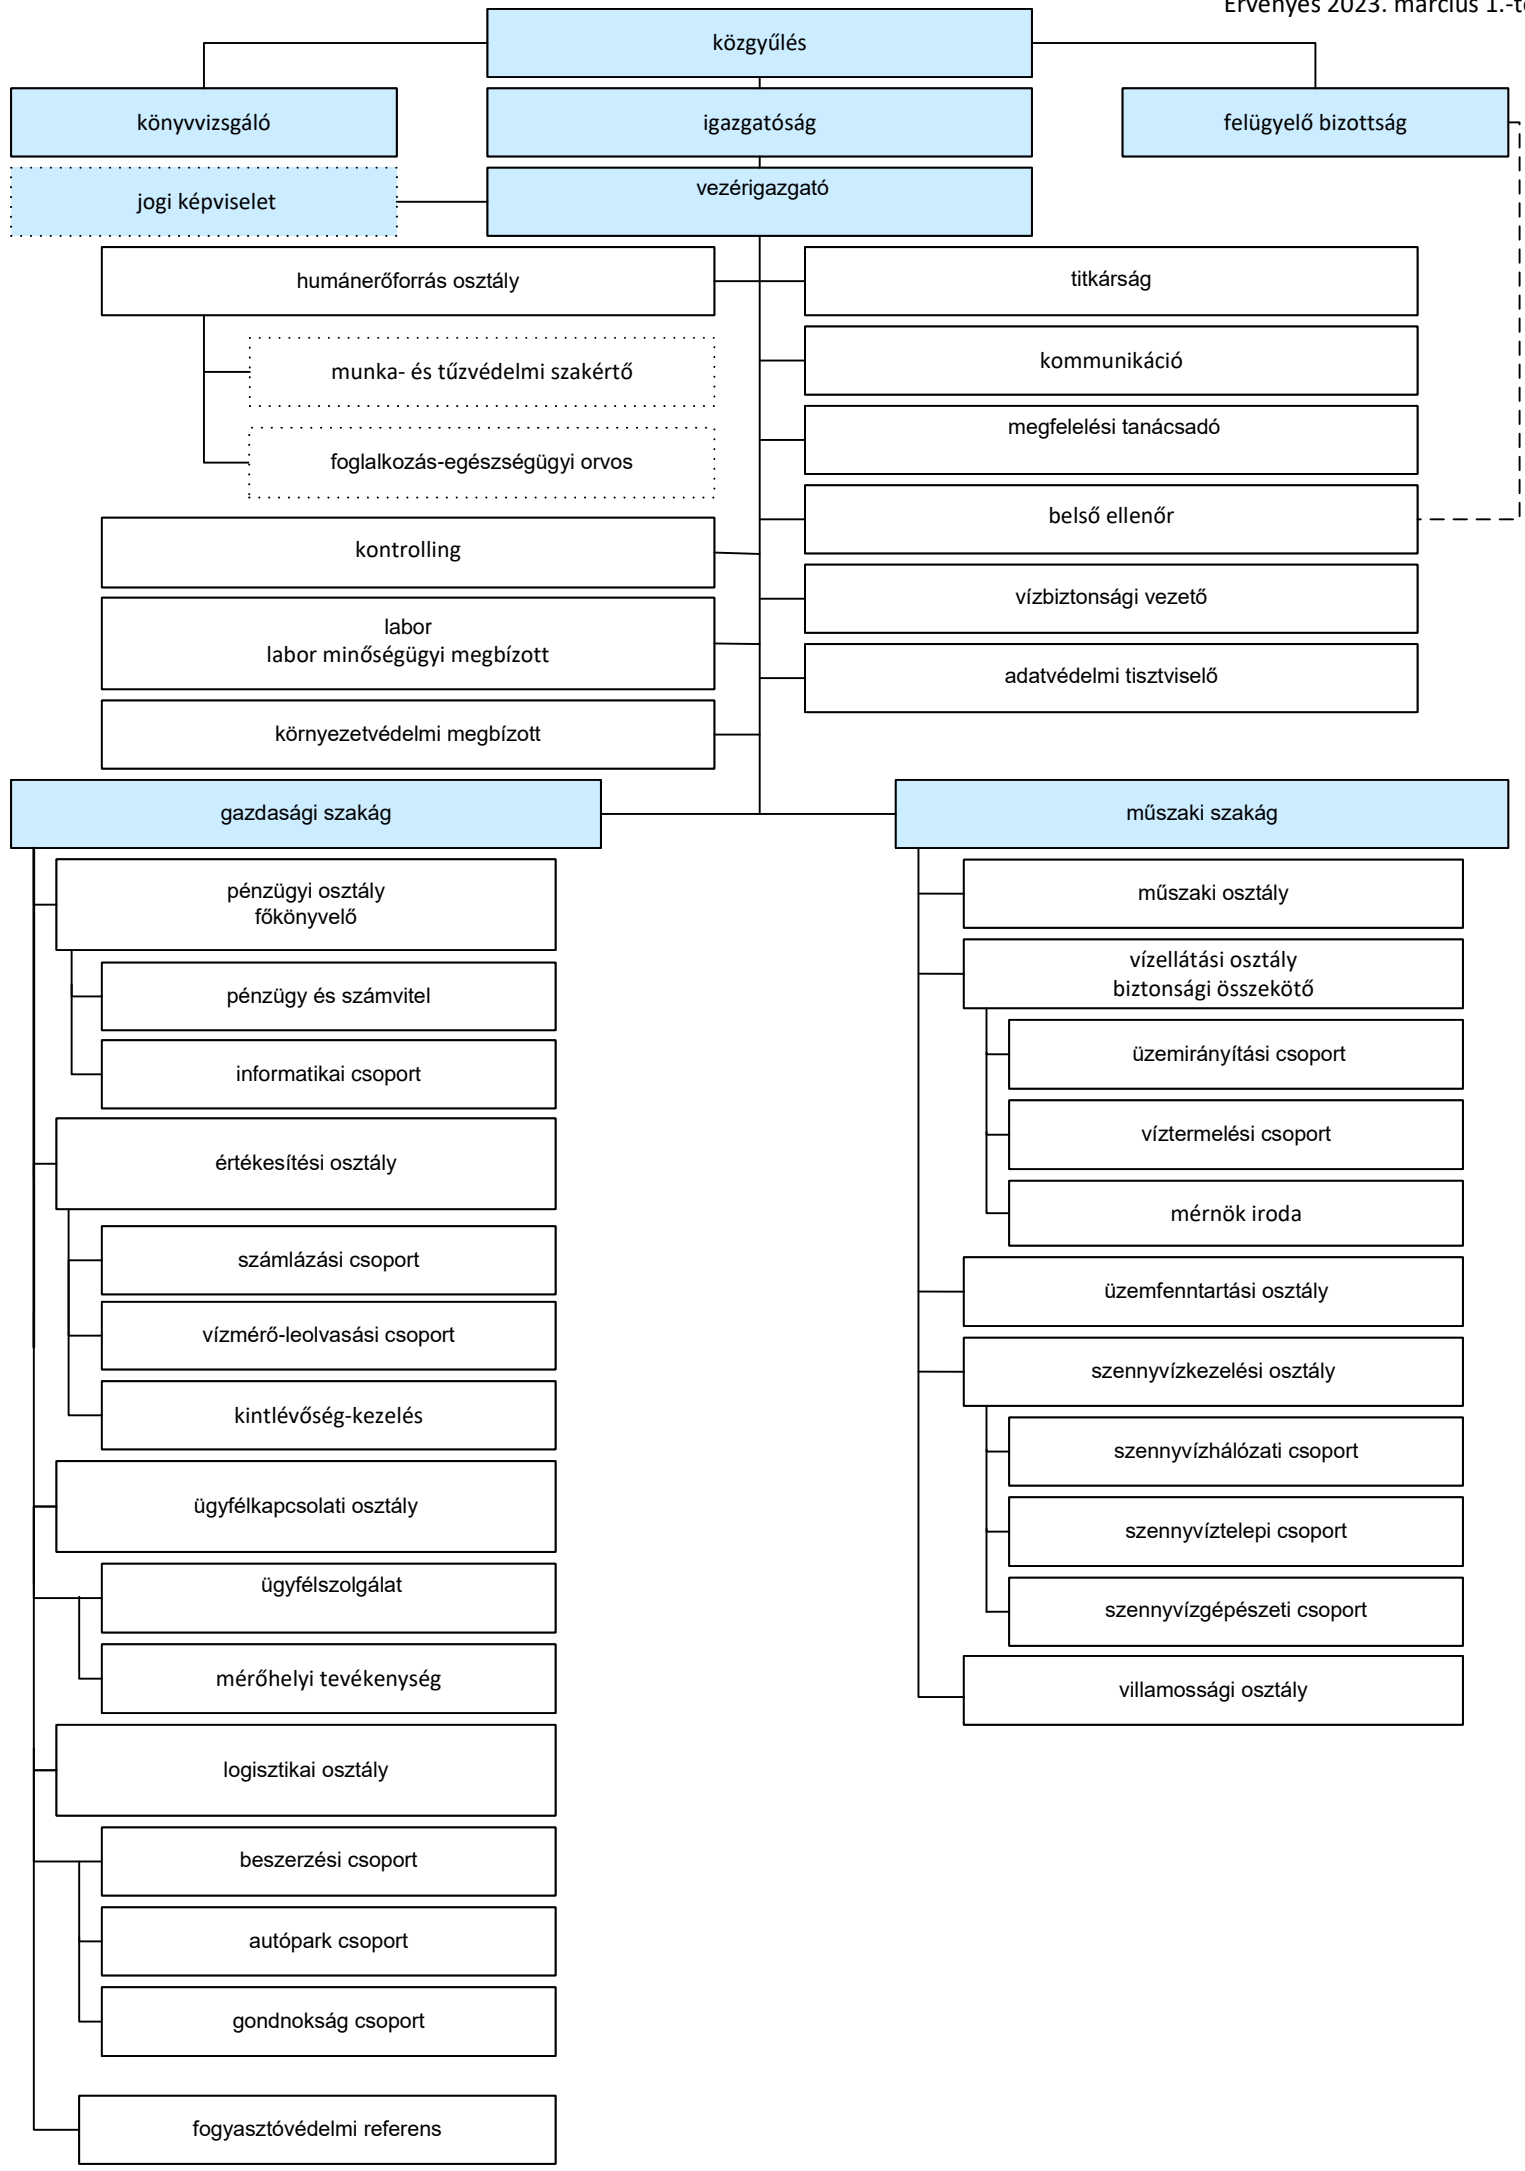 Érvényes 2023. március 1.-tő
közgyűlés
könyvvizsgáló
igazgatóság
felügyelő bizottság
jogi képviselet
vezérigazgató
humánerőforrás osztály
titkárság
munka- és tűzvédelmi szakértő
kommunikáció
foglalkozás-egészségügyi orvos
megfelelési tanácsadó
belső ellenőr
kontrolling
vízbiztonsági vezető
labor
labor minőségügyi megbízott
adatvédelmi tisztviselő
környezetvédelmi megbízott
gazdasági szakág
pénzügyi osztály
főkönyvelő
pénzügy és számvitel
informatikai csoport
értékesítési osztály
számlázási csoport
vízmérő-leolvasási csoport
kintlévőség-kezelés
ügyfélkapcsolati osztály
ügyfélszolgálat
mérőhelyi tevékenység
logisztikai osztály
beszerzési csoport
autópark csoport
gondnokság csoport
fogyasztóvédelmi referens
műszaki szakág
műszaki osztály
vízellátási osztály
biztonsági összekötő
üzemirányítási csoport
víztermelési csoport
mérnök iroda
üzemfenntartási osztály
szennyvízkezelési osztály
szennyvízhálózati csoport
szennyvíztelepi csoport
szennyvízgépészeti csoport
villamossági osztály